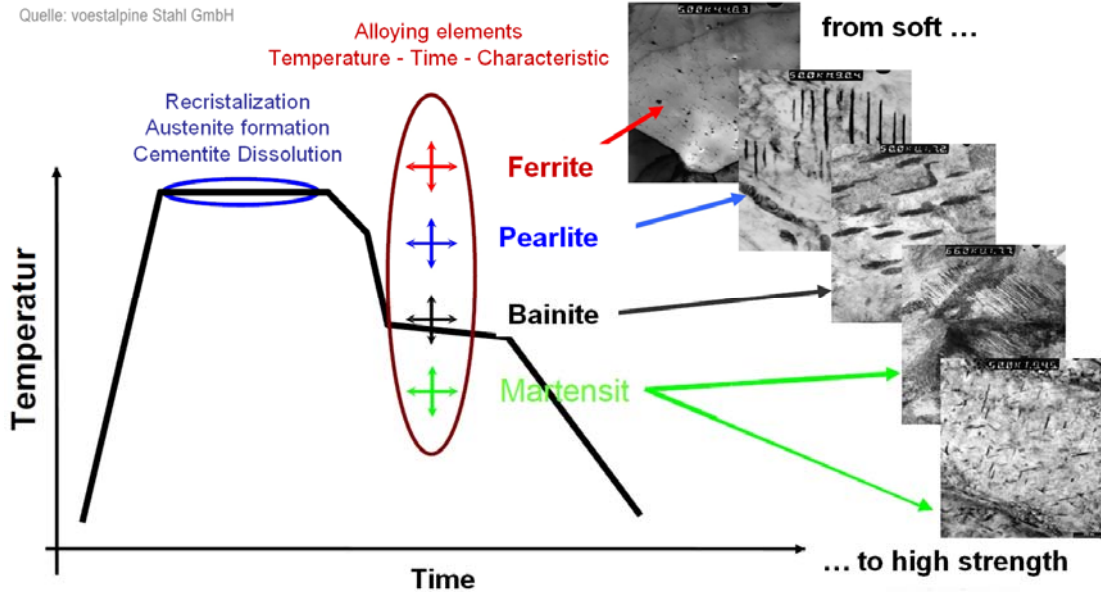 Quelle: voestalpine Stahl GmbH
Alloying elements
Temperature - Time - Characteristic
Recristalization
Austenite formation
Cementite Dissolution
from soft ...
Ferrite
Pearlite
Bainite
Martensit
Temperatur
Time
... to high strength